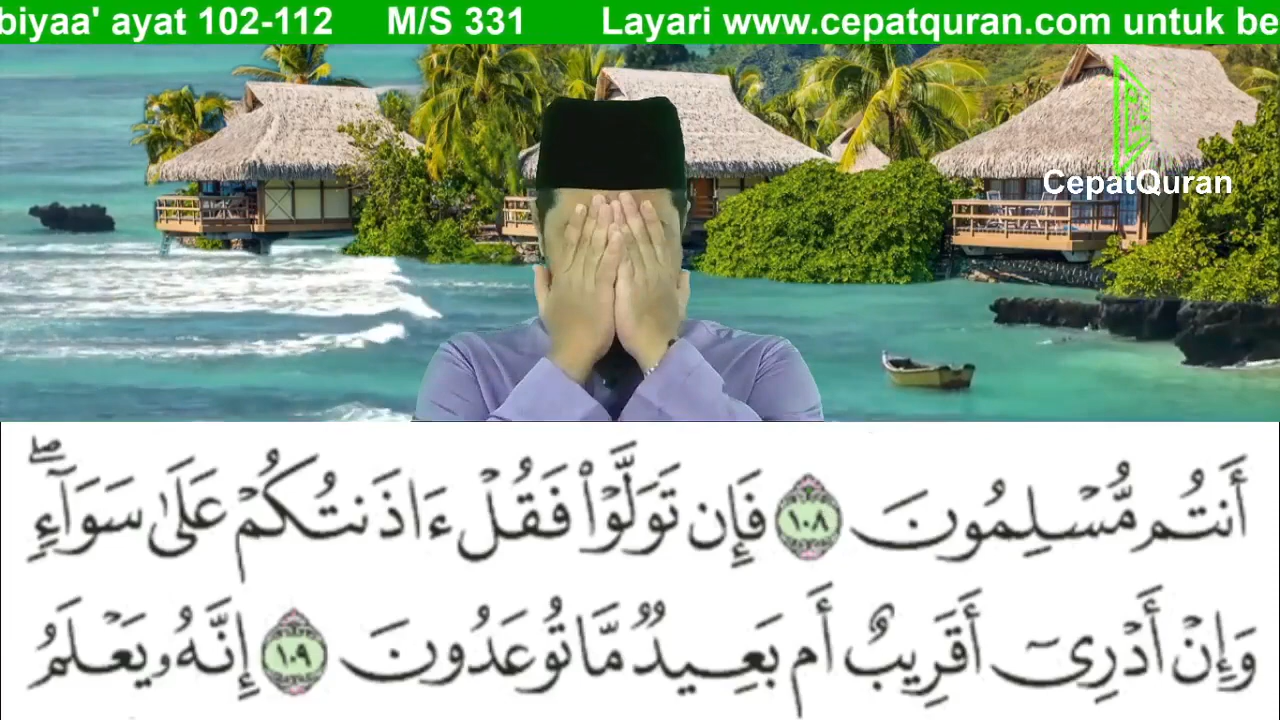 biyaa' ayat 102-112 M/S 331 Layari www.cepatquran.com untuk be
CepatQuran
أَنتُم مُّسْلِمُونَ ١٠٨ فَإِن تَوَلَّوْا۟ فَقُلْ ءَاذَنتُكُمْ عَلَىٰ سَوَآءٍۖ
وَإِنْ أَدْرِىٓ أَقَرِيبٌ أَم بَعِيدٌ مَّا تُوعَدُونَ ١٠٩ إِنَّهُۥ يَعْلَمُ